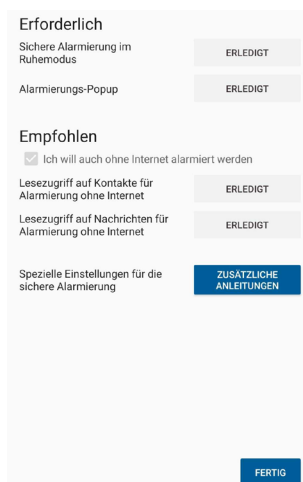 Erforderlich
Sichere Alarmierung im
Ruhemodus
ERLEDIGT
Alarmierungs-Popup
ERLEDIGT
Empfohlen
Ich will auch ohne Internet alarmiert werden
Lesezugriff auf Kontakte für
Alarmierung ohne Internet
ERLEDIGT
Lesezugriff auf Nachrichten für
Alarmierung ohne Internet
ERLEDIGT
Spezielle Einstellungen für die
sichere Alarmierung
ZUSÄTZLICHE
ANLEITUNGEN
FERTIG